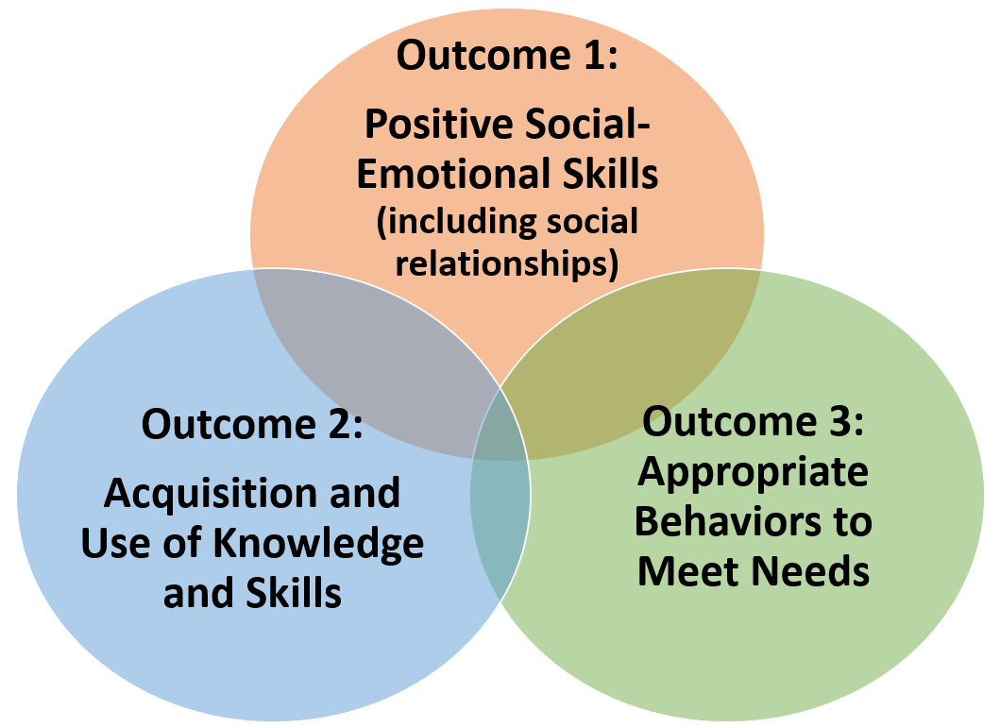 Outcome 1:
Positive Social-
Emotional Skills
(including social
relationships)
Outcome 2:
Acquisition and
Use of Knowledge
and Skills
Outcome 3:
Appropriate
Behaviors to
Meet Needs